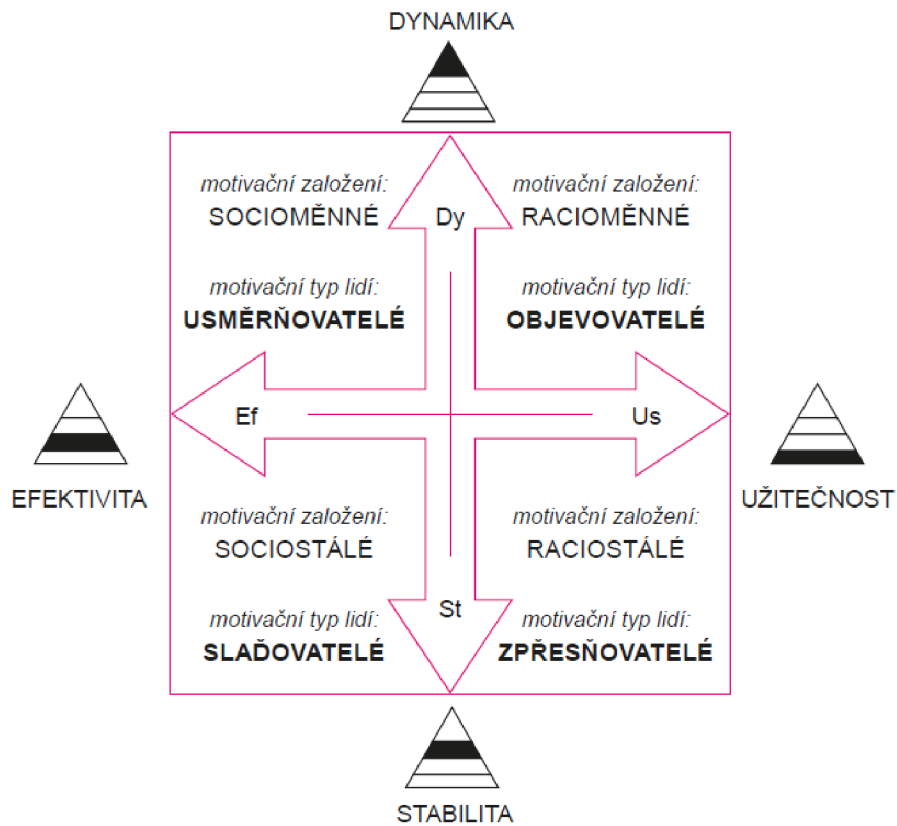 DYNAMIKA
motivační založení:
SOCIOMĚNNÉ
motivační založení:
RACIOMĚNNÉ
Dy
motivační typ lidí:
USMĚRŇOVATELÉ
motivační typ lidí:
OBJEVOVATELÉ
Ef
Us
EFEKTIVITA
UŽITEČNOST
motivační založení:
SOCIOSTÁLÉ
motivační založení:
RACIOSTÁLÉ
St
motivační typ lidí:
SLAĎOVATELÉ
motivační typ lidí:
ZPŘESŇOVATELÉ
STABILITA